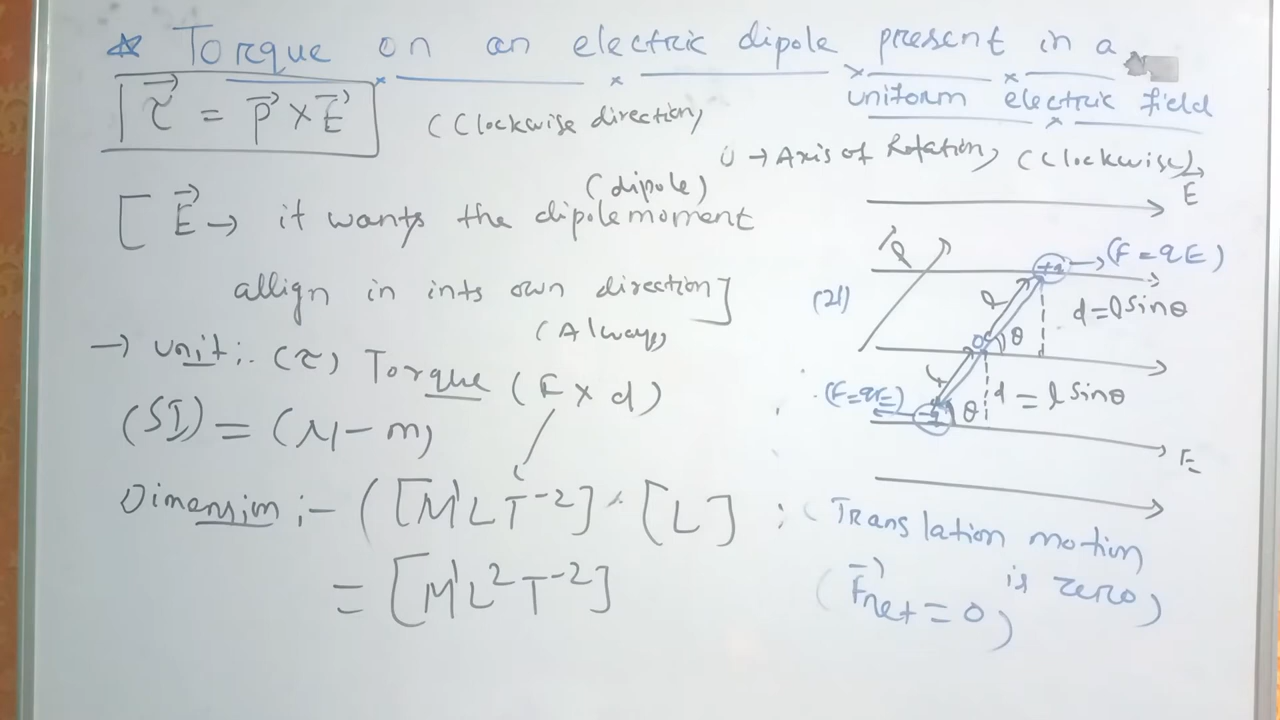 ☆ Torque on an electric dipole present in a
uniform electric field
τ⃗ = P⃗ × E⃗ (Clockwise direction)
O → Axis of Rotation, (Clockwise)
[E⃗ → it wants the dipole moment
(dipole)
allign in ints own direction]
(Always)
→ unit:- (τ) Torque (F × d)
(SI) = (N-m)
Dimension :- ([M¹LT⁻²] · [L]
= [M¹L²T⁻²]
E⃗
P⃗
+q (F = qE)
(2l)
l
d = l sinθ
O θ
l
(F=qE) d = l sinθ
-q θ
E
; (Translation motion
is zero)
(F⃗net = 0)